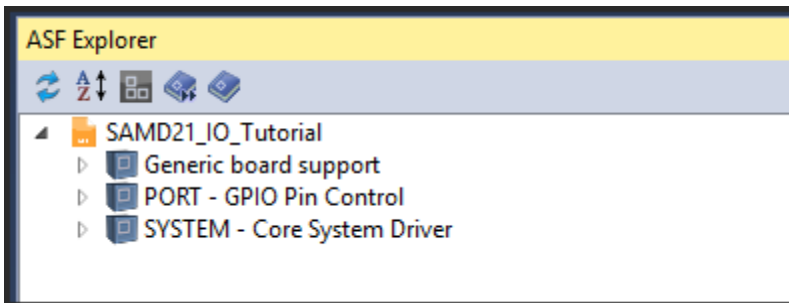 ASF Explorer
SAMD21_IO_Tutorial
Generic board support
PORT - GPIO Pin Control
SYSTEM - Core System Driver